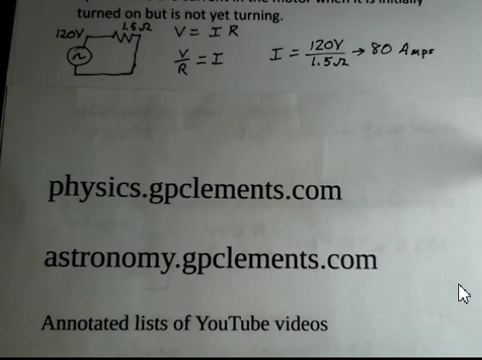 turned on but is not yet turning.
120V 1.5Ω V = I R
V/R = I I = 120V/1.5Ω → 80 Amps
physics.gpclements.com
astronomy.gpclements.com
Annotated lists of YouTube videos